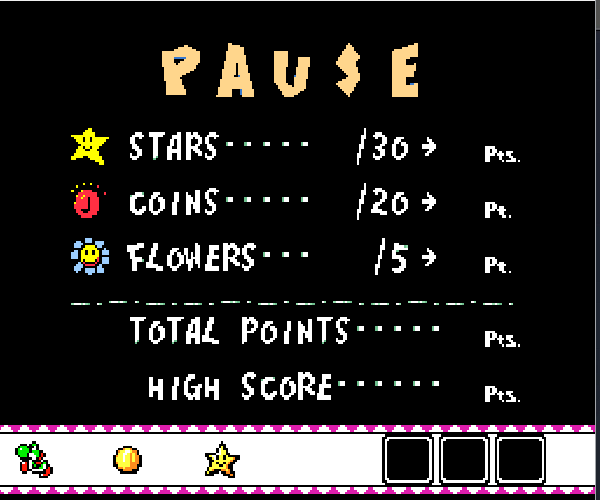 PAUSE
STARS····· /30 → Pts.
COINS····· /20 → Pt.
FLOWERS··· /5 → Pt.
TOTAL POINTS····· Pts.
HIGH SCORE······ Pts.